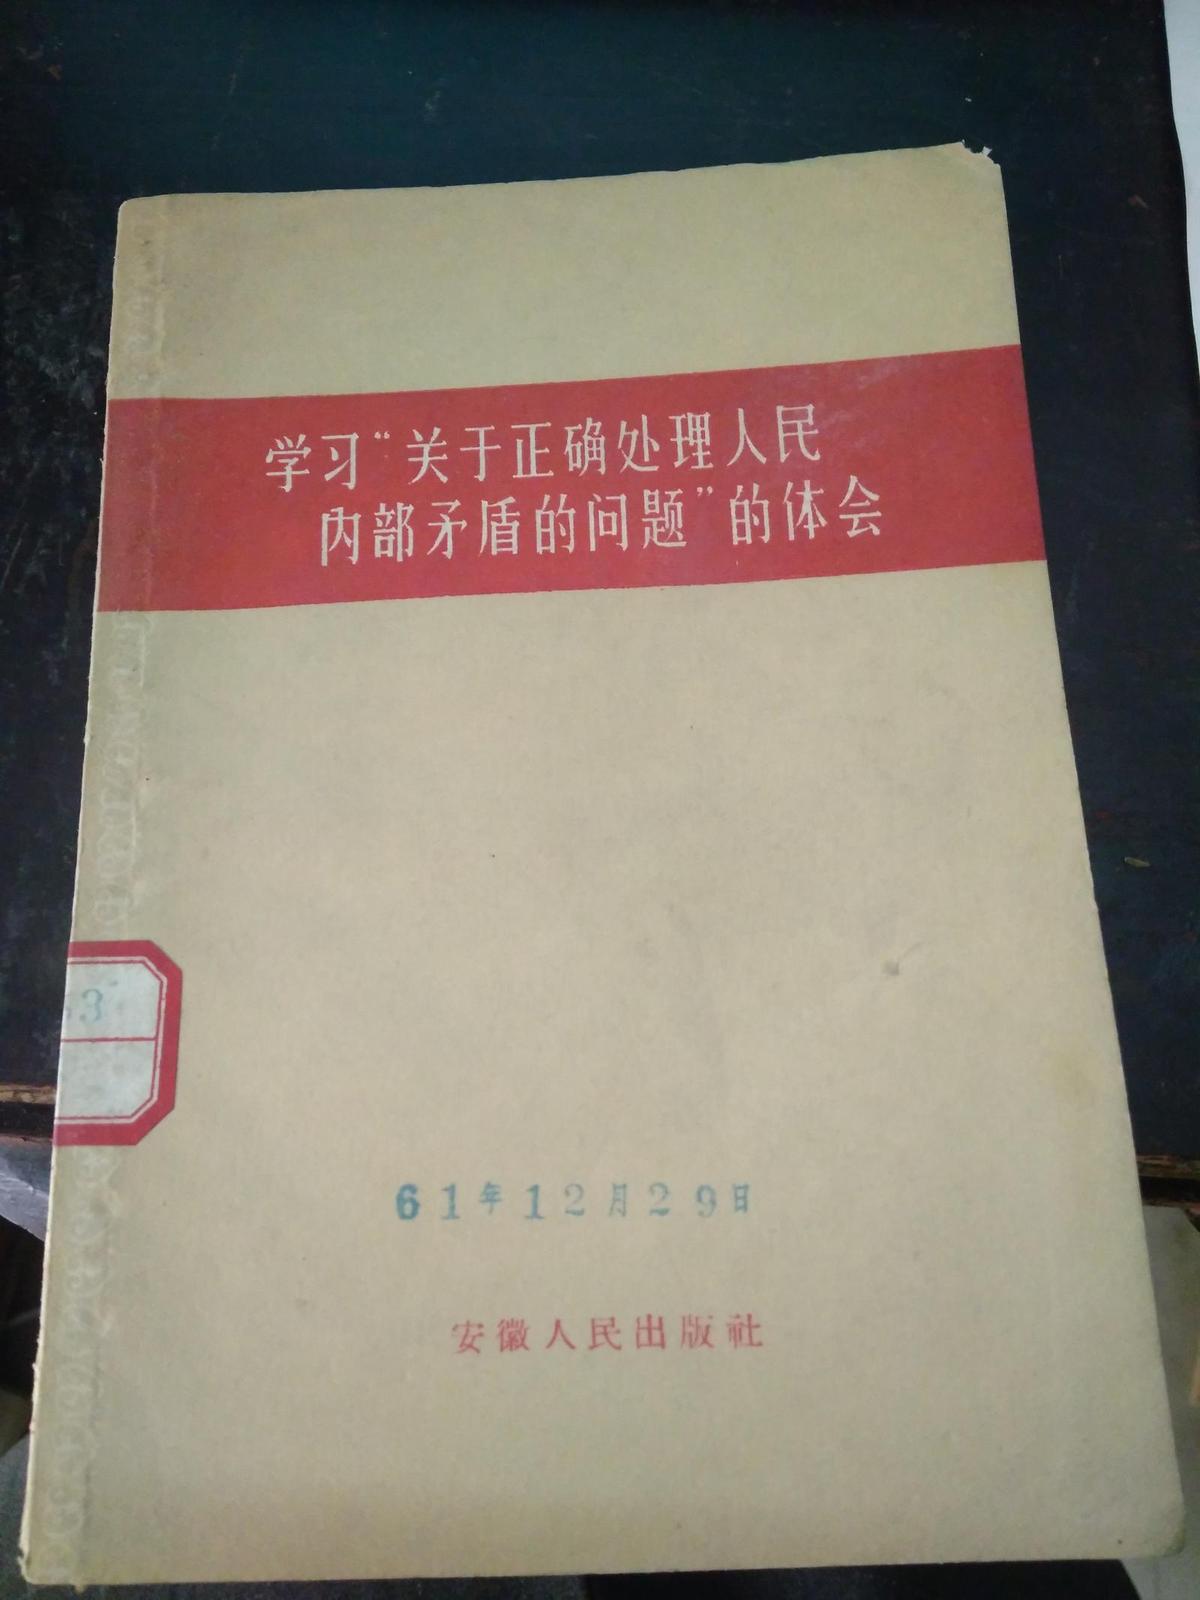 学习“关于正确处理人民
内部矛盾的问题”的体会
3
61年12月29日
安徽人民出版社